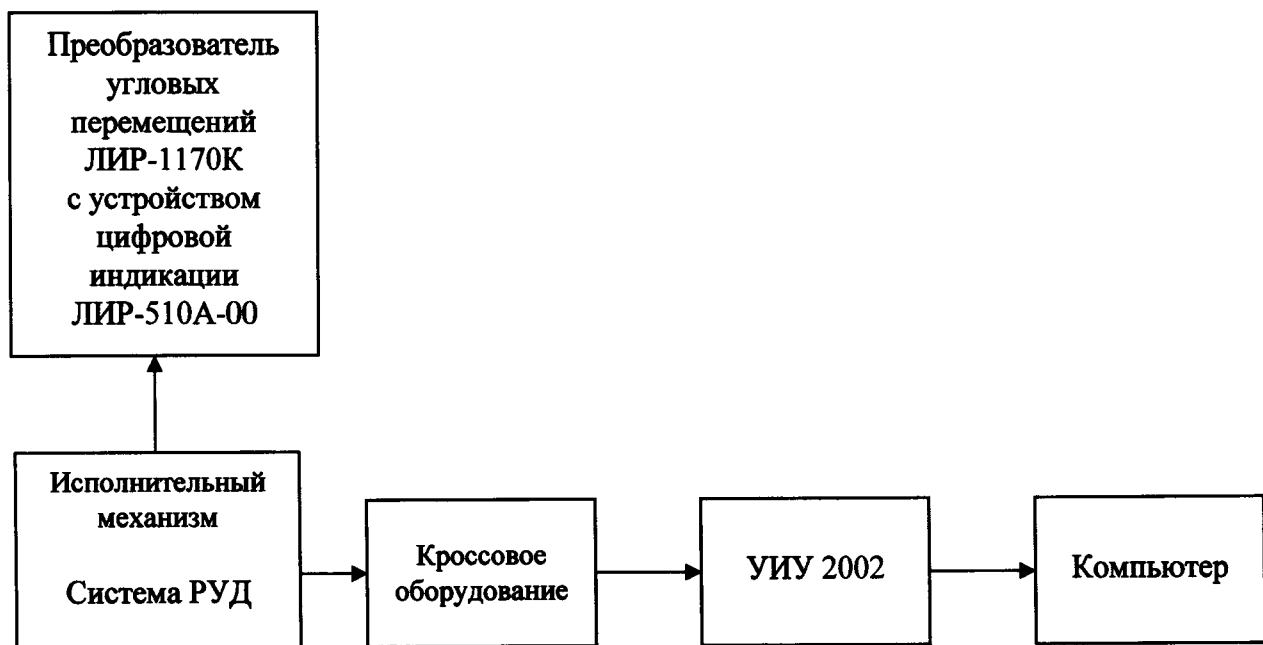 Преобразователь
угловых
перемещений
ЛИР-1170К
с устройством
цифровой
индикации
ЛИР-510А-00
Исполнительный
механизм
Система РУД
Кроссовое
оборудование
УИУ 2002
Компьютер